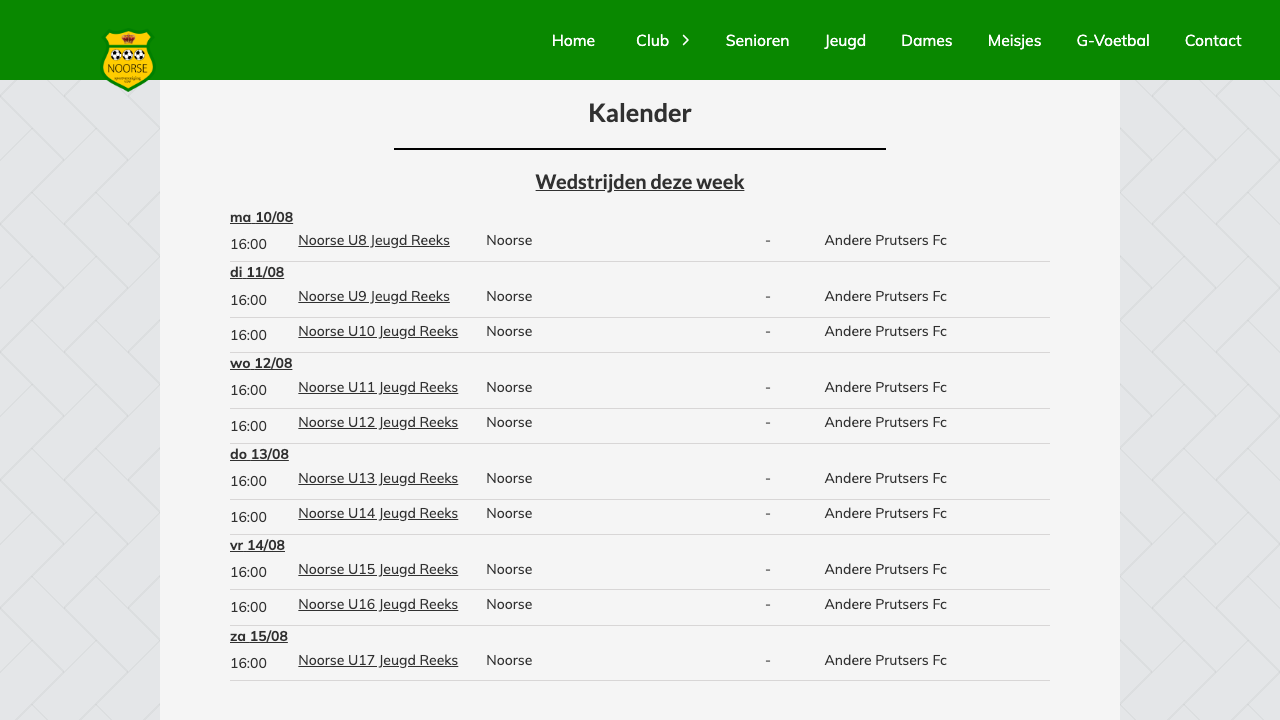 NOORSE
Home Club Senioren Jeugd Dames Meisjes G-Voetbal Contact
Kalender
Wedstrijden deze week
ma 10/08
16:00 Noorse U8 Jeugd Reeks Noorse - Andere Prutsers Fc
di 11/08
16:00 Noorse U9 Jeugd Reeks Noorse - Andere Prutsers Fc
16:00 Noorse U10 Jeugd Reeks Noorse - Andere Prutsers Fc
wo 12/08
16:00 Noorse U11 Jeugd Reeks Noorse - Andere Prutsers Fc
16:00 Noorse U12 Jeugd Reeks Noorse - Andere Prutsers Fc
do 13/08
16:00 Noorse U13 Jeugd Reeks Noorse - Andere Prutsers Fc
16:00 Noorse U14 Jeugd Reeks Noorse - Andere Prutsers Fc
vr 14/08
16:00 Noorse U15 Jeugd Reeks Noorse - Andere Prutsers Fc
16:00 Noorse U16 Jeugd Reeks Noorse - Andere Prutsers Fc
za 15/08
16:00 Noorse U17 Jeugd Reeks Noorse - Andere Prutsers Fc